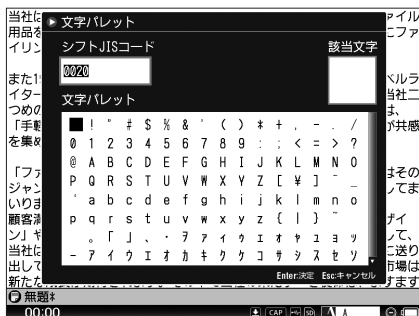 当社に
用品を
イリン
また1
イター
つめの
「手軽
を集め
「ファ
ジャン
いりま
顧客満
ン」や
当社に
出して
新たな
文字パレット
シフトJISコード
該当文字
0020
文字パレット
! " # $ % & ' ( ) * + , - . /
0 1 2 3 4 5 6 7 8 9 : ; < = > ?
@ A B C D E F G H I J K L M N O
P Q R S T U V W X Y Z [ ¥ ] ^ _
` a b c d e f g h i j k l m n o
p q r s t u v w x y z { | } ~
。 「 」 、 ・ ヲ ァ ィ ゥ ェ ォ ャ ュ ョ ッ
ー ア イ ウ エ オ カ キ ク ケ コ サ シ ス セ ソ
Enter:決定 Esc:キャンセル
ァイル
にファ
ベルラ
当社二
は、
が共感
はその
してま
ザイ
して、
に送り
市場は
ますます
無題*
00:00
CAP
SD
A